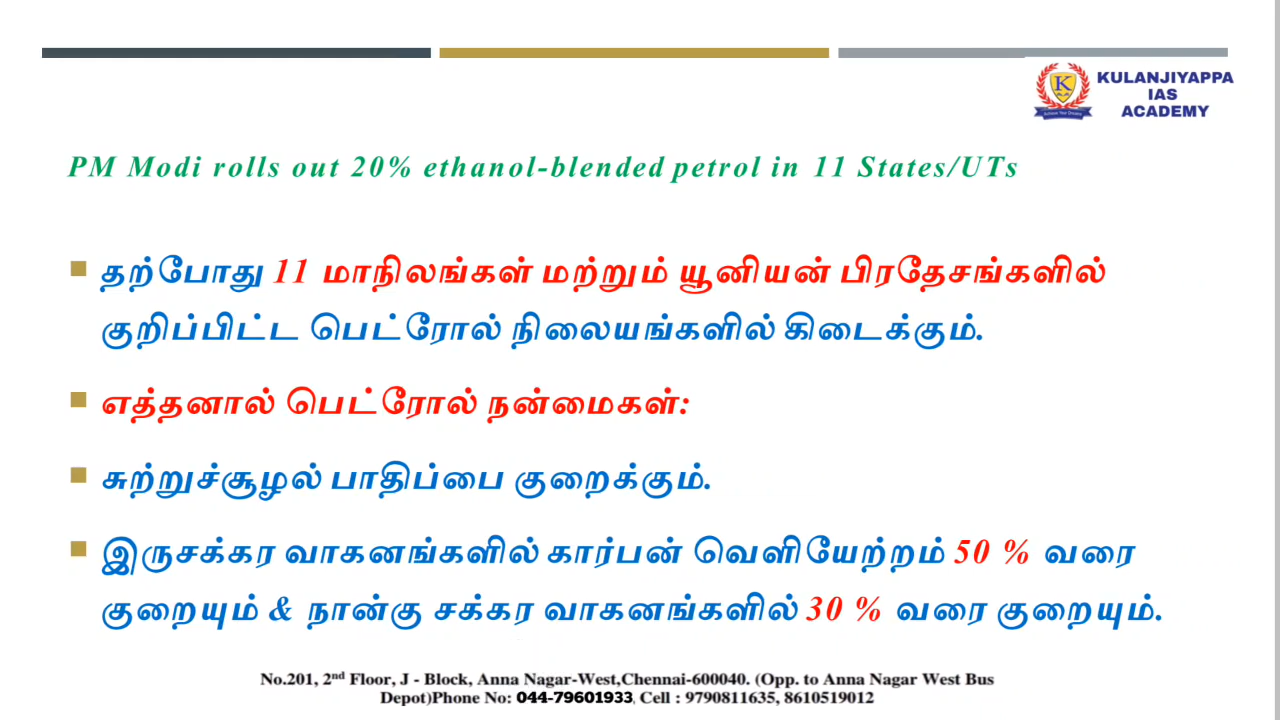 KULANJIYAPPA
IAS
ACADEMY
PM Modi rolls out 20% ethanol-blended petrol in 11 States/UTs
தற்போது 11 மாநிலங்கள் மற்றும் யூனியன் பிரதேசங்களில்
குறிப்பிட்ட பெட்ரோல் நிலையங்களில் கிடைக்கும்.
எத்தனால் பெட்ரோல் நன்மைகள்:
சுற்றுச்சூழல் பாதிப்பை குறைக்கும்.
இருசக்கர வாகனங்களில் கார்பன் வெளியேற்றம் 50 % வரை
குறையும் & நான்கு சக்கர வாகனங்களில் 30 % வரை குறையும்.
No.201, 2nd Floor, J - Block, Anna Nagar-West,Chennai-600040. (Opp. to Anna Nagar West Bus
Depot)Phone No: 044-79601933, Cell : 9790811635, 8610519012